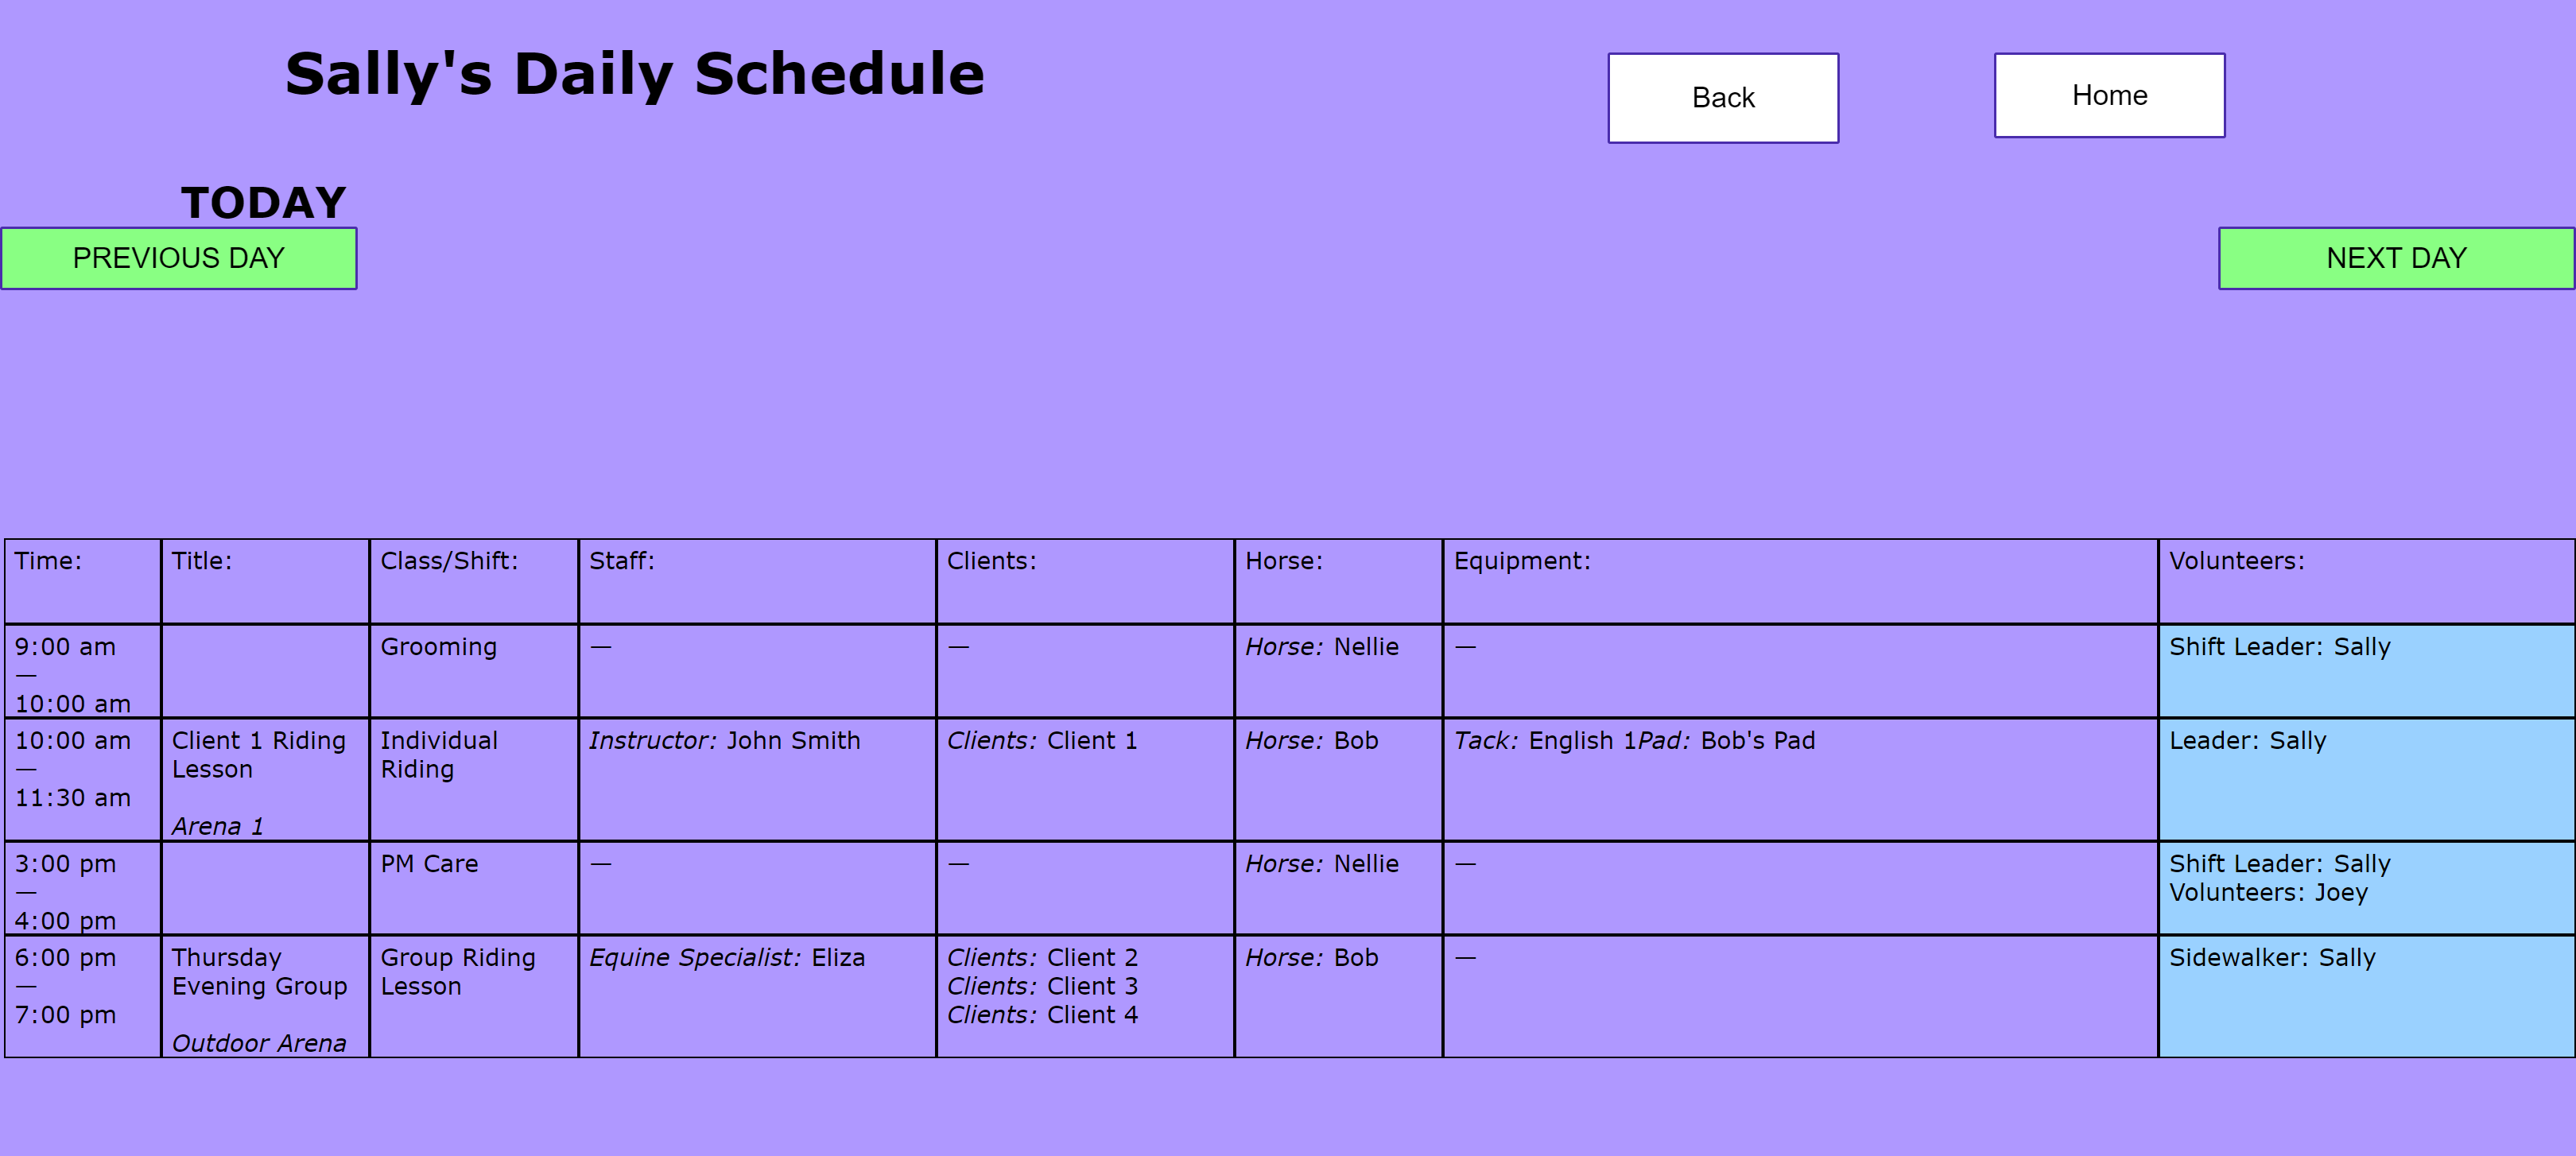 Sally's Daily Schedule
Back
Home
TODAY
PREVIOUS DAY
NEXT DAY
Time:
Title:
Class/Shift:
Staff:
Clients:
Horse:
Equipment:
Volunteers:
9:00 am
—
10:00 am
Grooming
—
—
Horse: Nellie
—
Shift Leader: Sally
10:00 am
—
11:30 am
Client 1 Riding
Lesson
Arena 1
Individual
Riding
Instructor: John Smith
Clients: Client 1
Horse: Bob
Tack: English 1Pad: Bob's Pad
Leader: Sally
3:00 pm
—
4:00 pm
PM Care
—
—
Horse: Nellie
—
Shift Leader: Sally
Volunteers: Joey
6:00 pm
—
7:00 pm
Thursday
Evening Group
Outdoor Arena
Group Riding
Lesson
Equine Specialist: Eliza
Clients: Client 2
Clients: Client 3
Clients: Client 4
Horse: Bob
—
Sidewalker: Sally